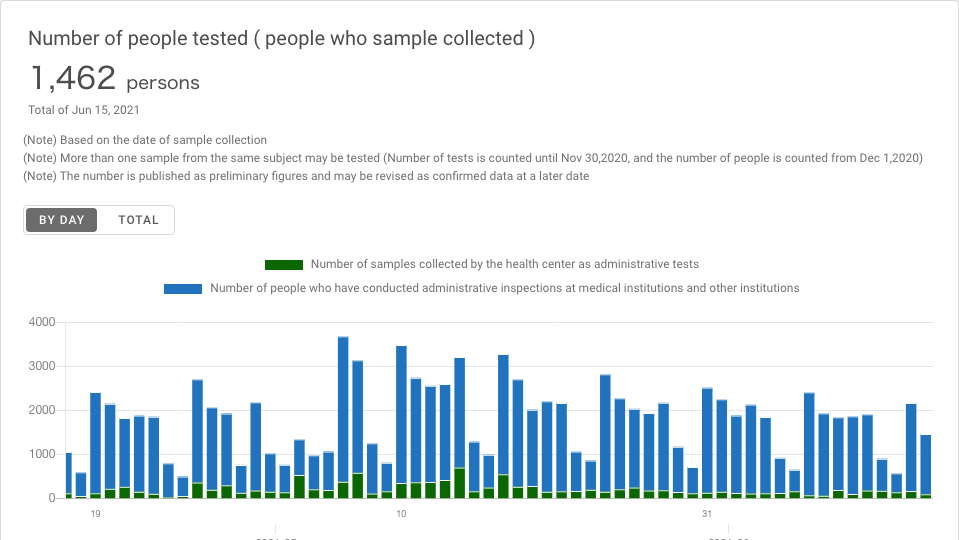 Number of people tested ( people who sample collected )
1,462 persons
Total of Jun 15, 2021
(Note) Based on the date of sample collection
(Note) More than one sample from the same subject may be tested (Number of tests is counted until Nov 30,2020, and the number of people is counted from Dec 1,2020)
(Note) The number is published as preliminary figures and may be revised as confirmed data at a later date
BY DAY TOTAL
Number of samples collected by the health center as administrative tests
Number of people who have conducted administrative inspections at medical institutions and other institutions
4000
3000
2000
1000
0
19 10 31